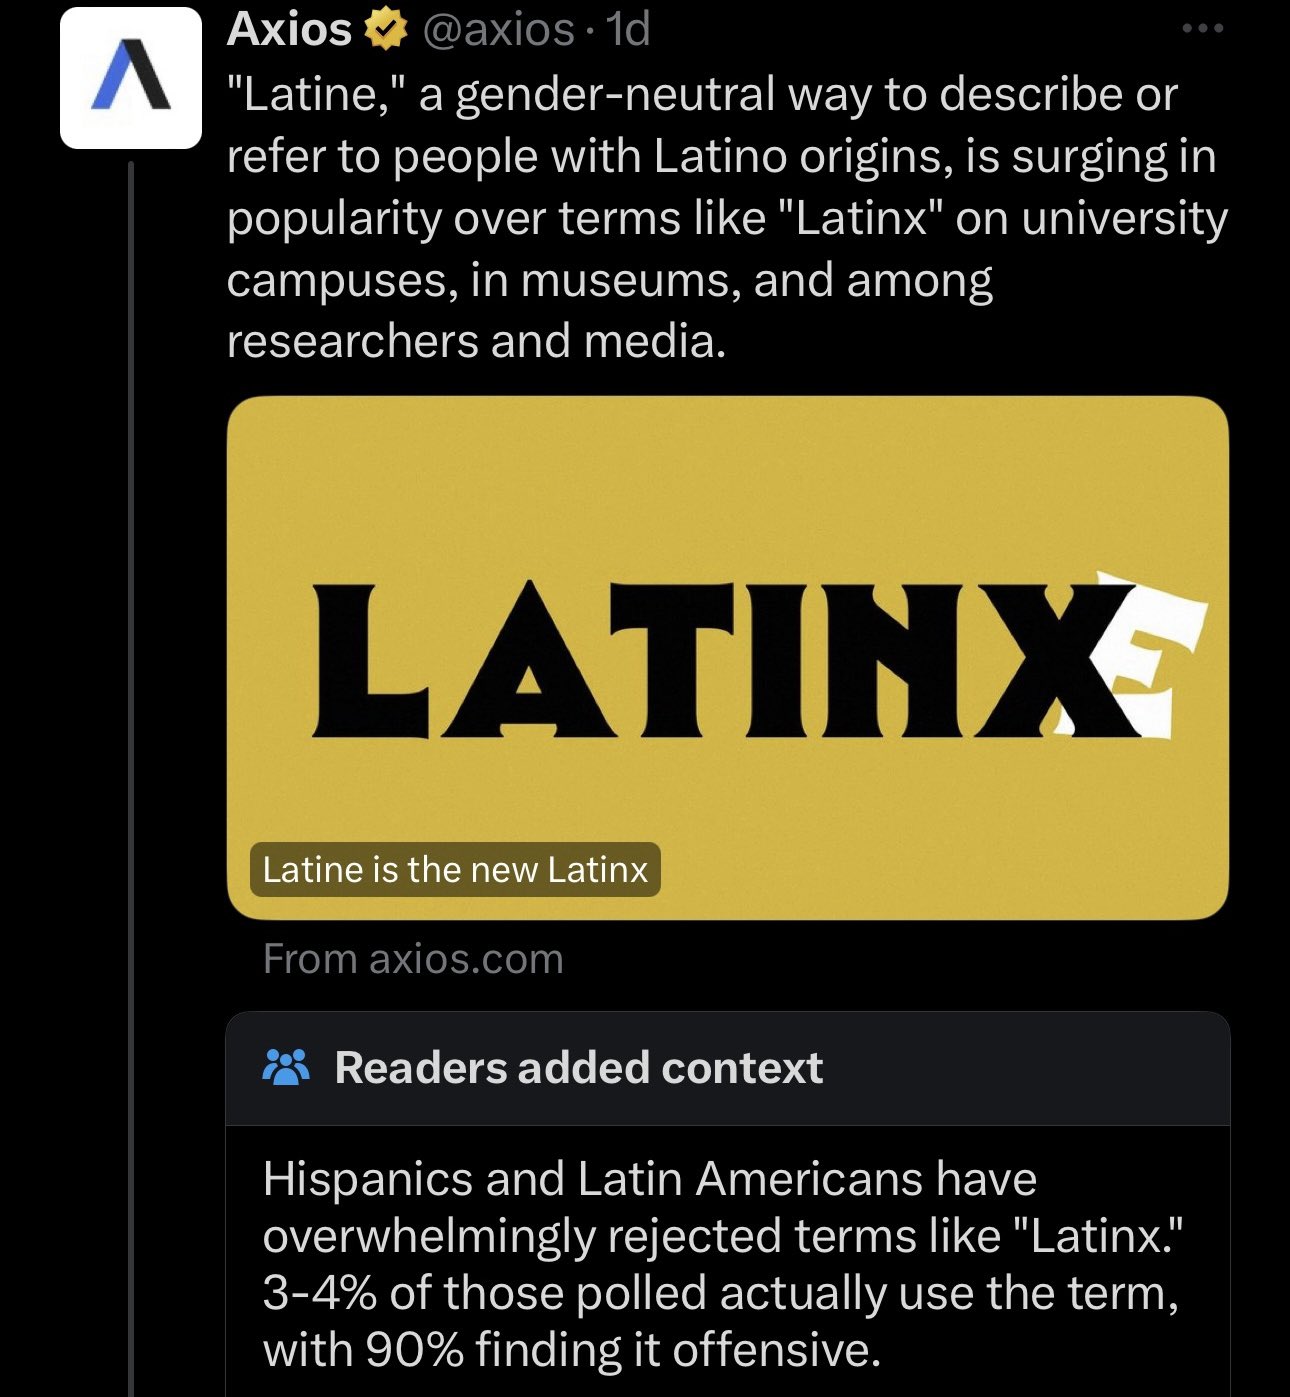 Axios @axios · 1d
"Latine," a gender-neutral way to describe or
refer to people with Latino origins, is surging in
popularity over terms like "Latinx" on university
campuses, in museums, and among
researchers and media.
LATINXE
Latine is the new Latinx
From axios.com
Readers added context
Hispanics and Latin Americans have
overwhelmingly rejected terms like "Latinx."
3-4% of those polled actually use the term,
with 90% finding it offensive.